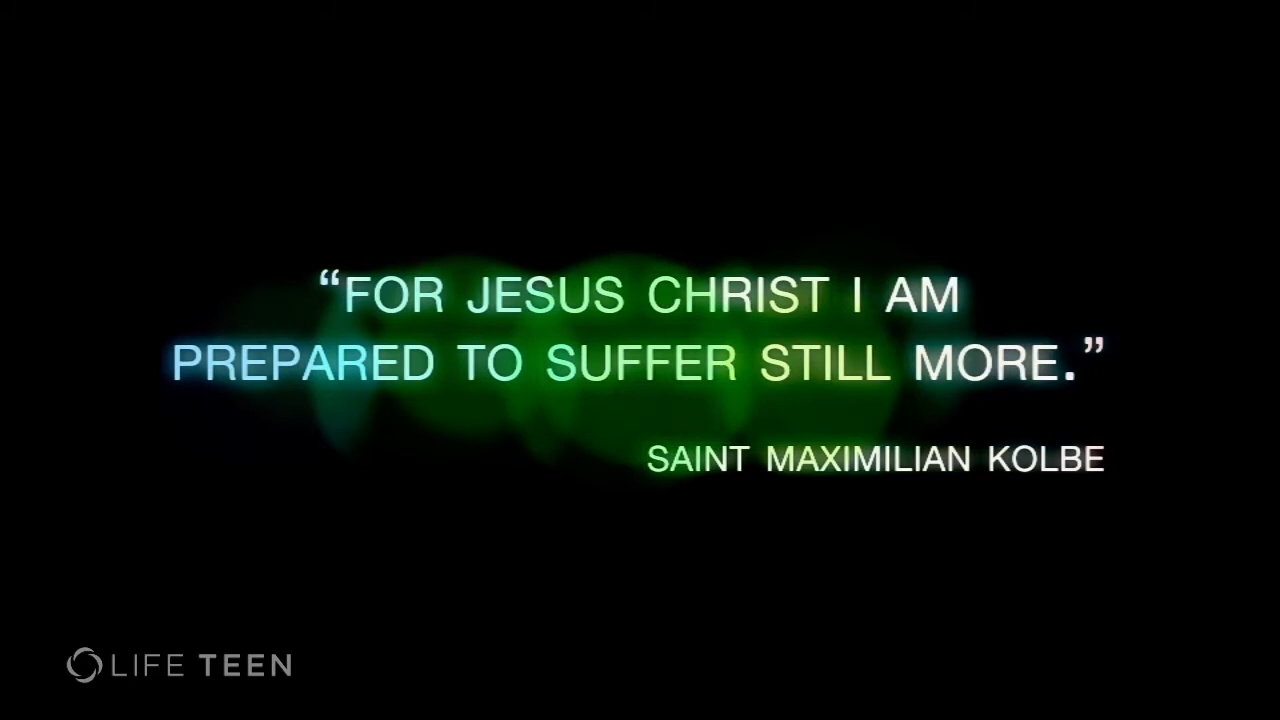 “FOR JESUS CHRIST I AM
PREPARED TO SUFFER STILL MORE.”
SAINT MAXIMILIAN KOLBE
LIFE TEEN